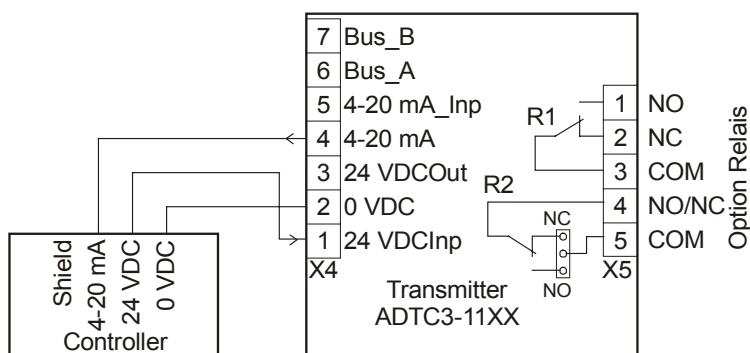 7 Bus_B
6 Bus_A
5 4-20 mA_Inp
4 4-20 mA
3 24 VDCOut
2 0 VDC
1 24 VDCInp
X4
R1
R2
NC
NO
1 NO
2 NC
3 COM
4 NO/NC
5 COM
X5
Option Relais
Transmitter
ADTC3-11XX
Shield
4-20 mA
24 VDC
0 VDC
Controller